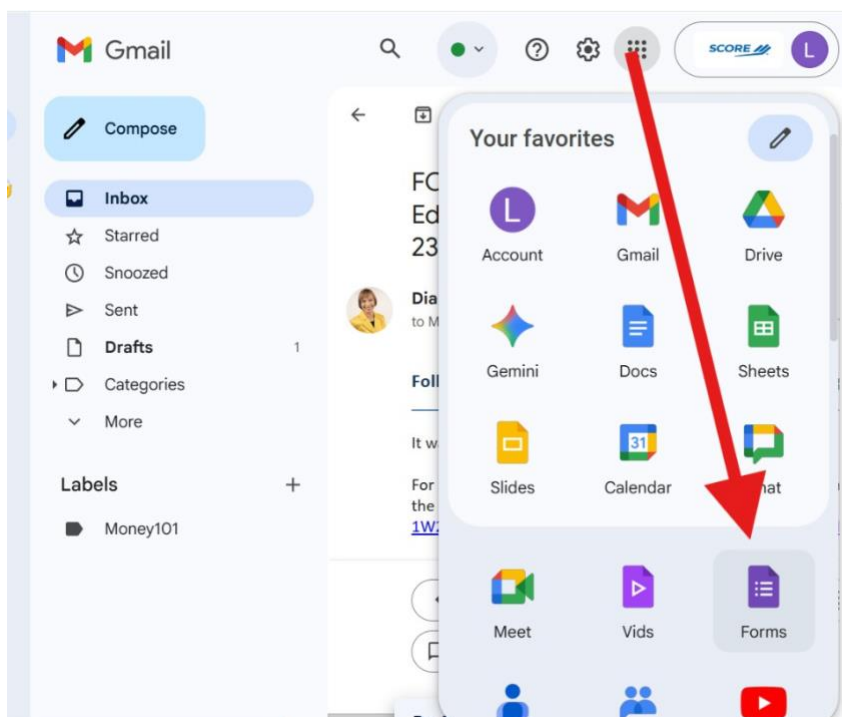 Gmail
SCORE
L
Compose
Your favorites
Inbox
Starred
Snoozed
Sent
Drafts 1
Categories
More
Labels
Money101
FO
Ed
23
Dia
to M
Foll
It w
For
the
1W
L
Account
Gmail
Drive
Gemini
Docs
Sheets
31
Slides
Calendar
hat
Meet
Vids
Forms